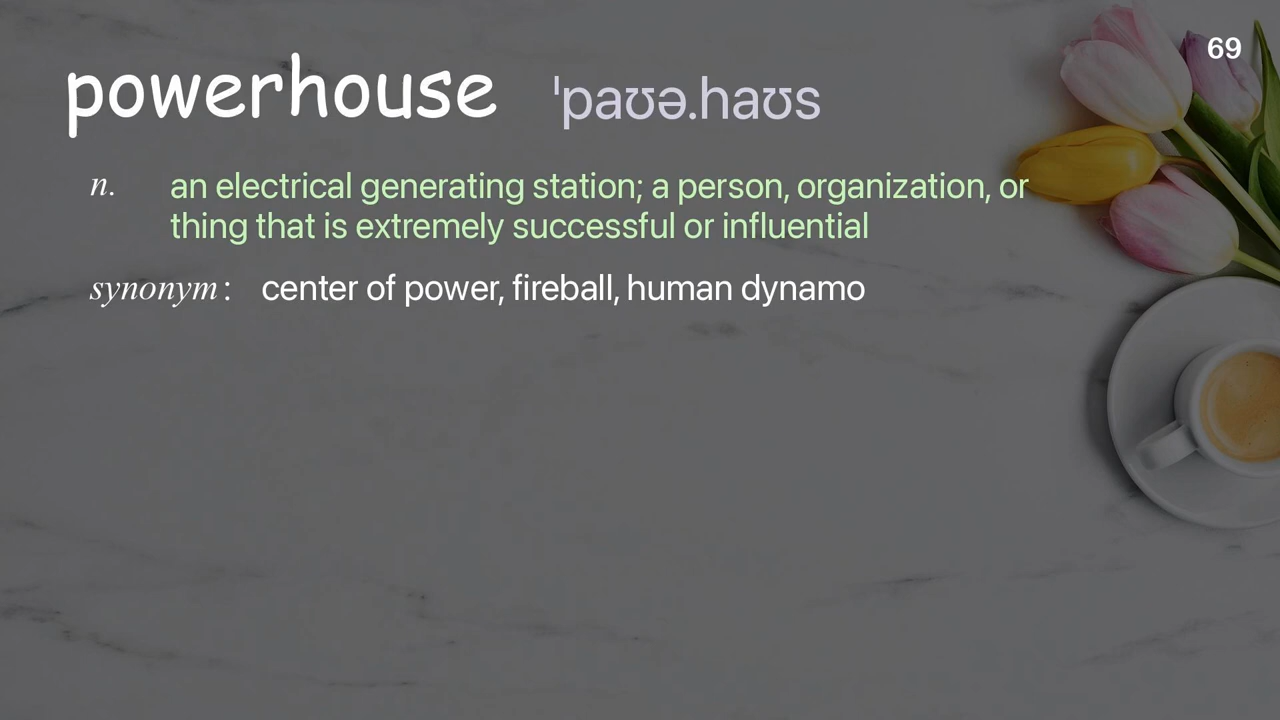 69
powerhouse ˈpaʊə.haʊs
n. an electrical generating station; a person, organization, or
thing that is extremely successful or influential
synonym: center of power, fireball, human dynamo